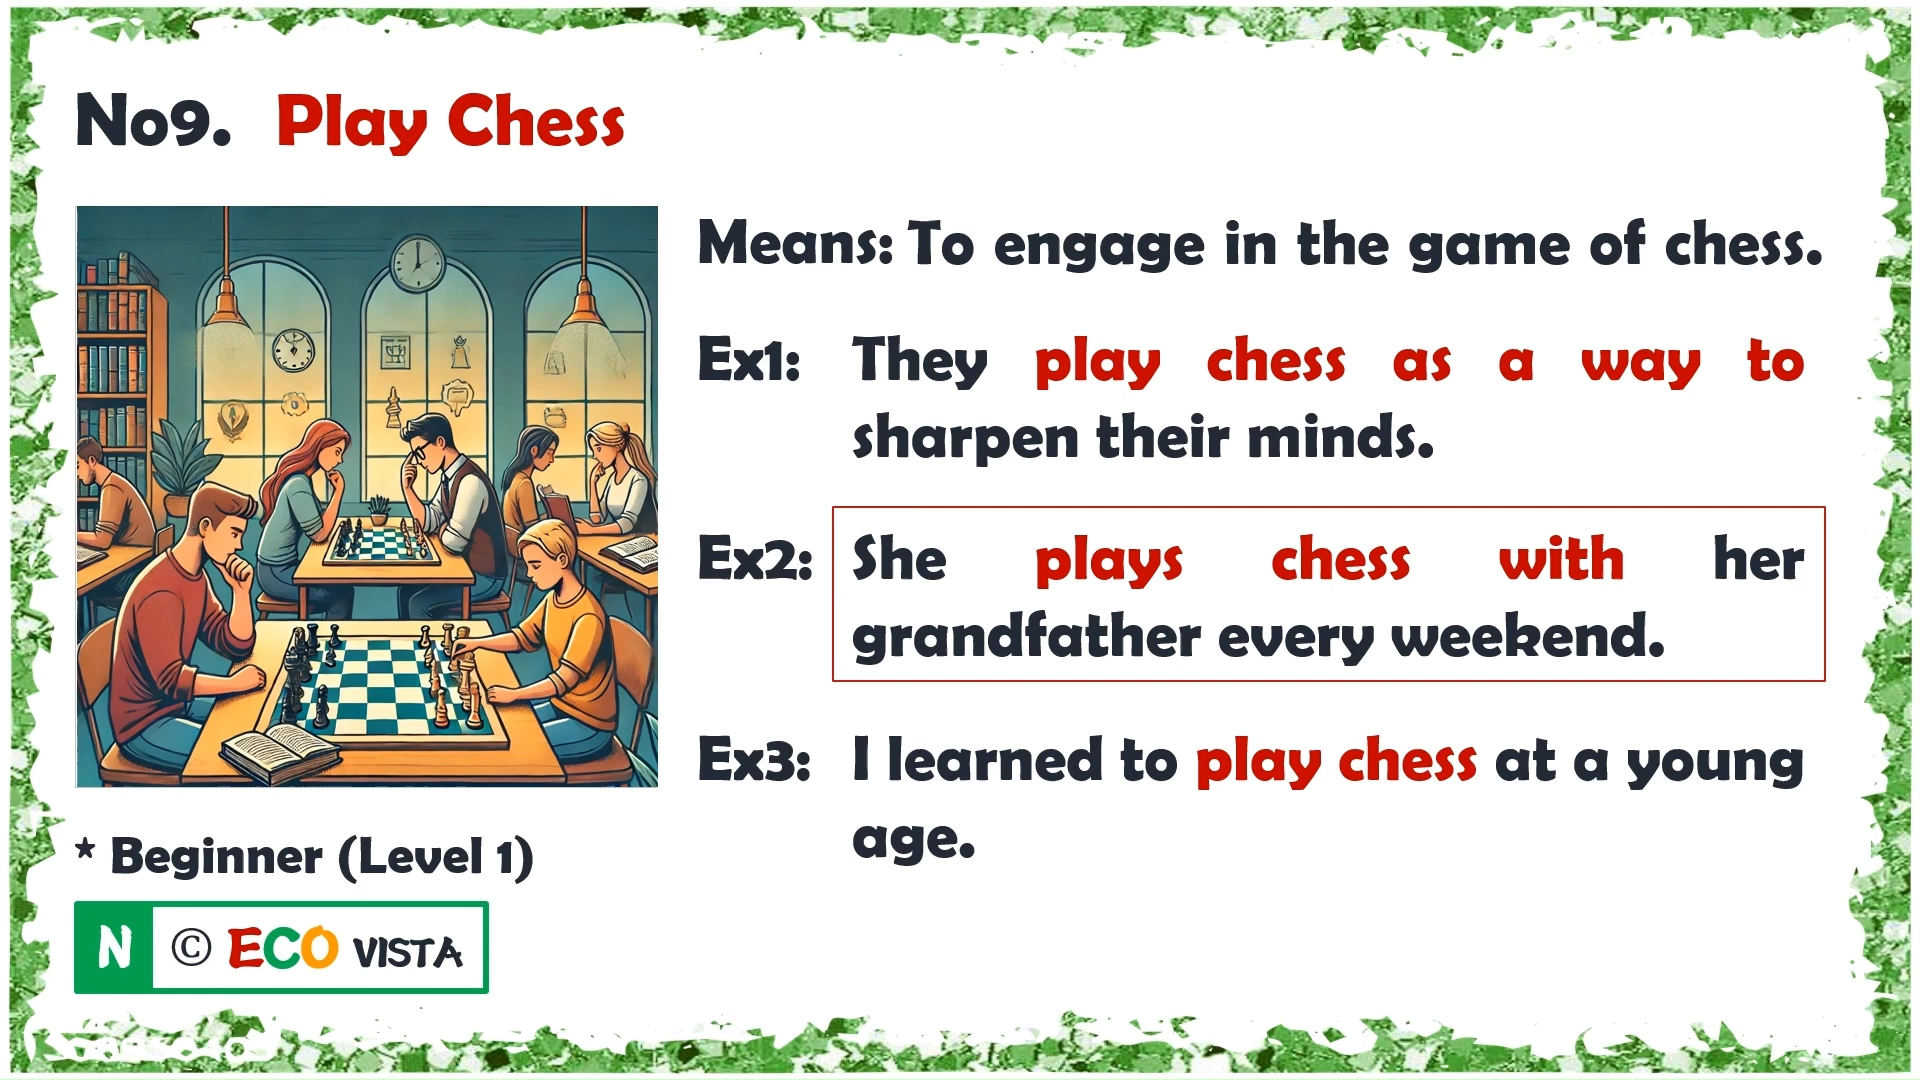 No9. Play Chess
Means: To engage in the game of chess.
Ex1: They play chess as a way to
sharpen their minds.
Ex2: She plays chess with her
grandfather every weekend.
Ex3: I learned to play chess at a young
age.
* Beginner (Level 1)
N © ECO VISTA